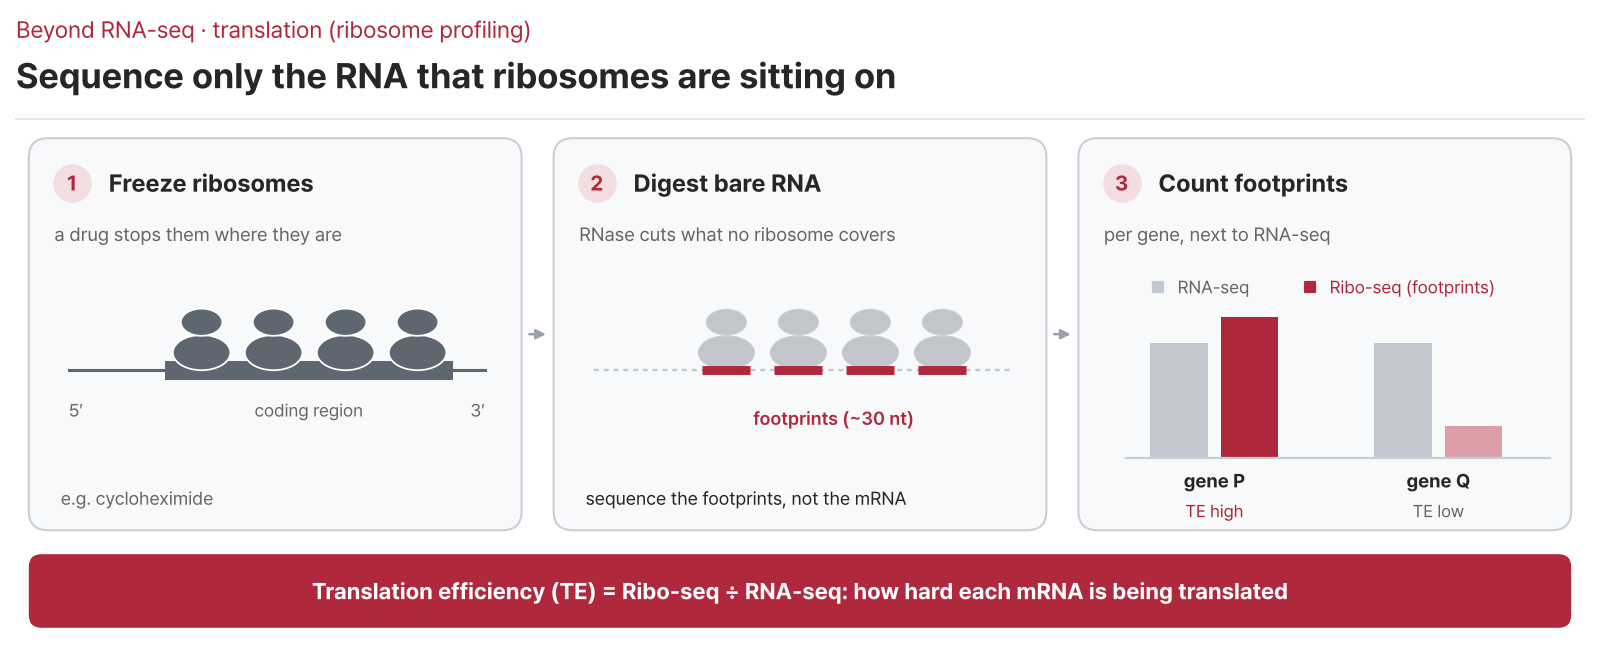 Beyond RNA-seq · translation (ribosome profiling)
Sequence only the RNA that ribosomes are sitting on
1 Freeze ribosomes
a drug stops them where they are
5′ coding region 3′
e.g. cycloheximide
2 Digest bare RNA
RNase cuts what no ribosome covers
footprints (~30 nt)
sequence the footprints, not the mRNA
3 Count footprints
per gene, next to RNA-seq
RNA-seq Ribo-seq (footprints)
gene P gene Q
TE high TE low
Translation efficiency (TE) = Ribo-seq ÷ RNA-seq: how hard each mRNA is being translated